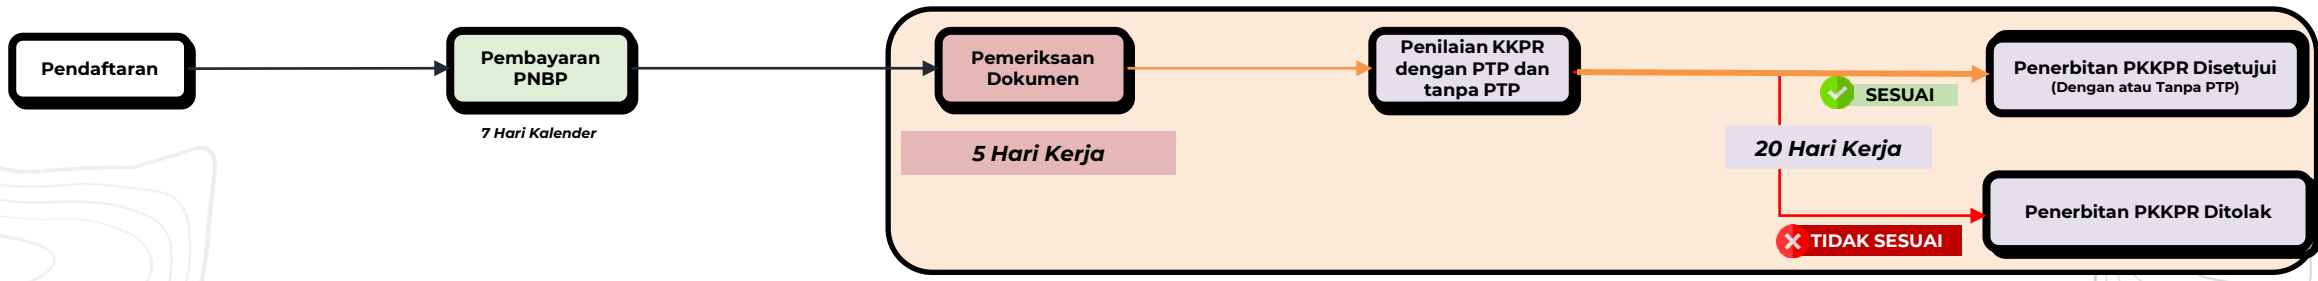 Pendaftaran
Pembayaran
PNBP
7 Hari Kalender
Pemeriksaan
Dokumen
5 Hari Kerja
Penilaian KKPR
dengan PTP dan
tanpa PTP
SESUAI
20 Hari Kerja
TIDAK SESUAI
Penerbitan PKKPR Disetujui
(Dengan atau Tanpa PTP)
Penerbitan PKKPR Ditolak